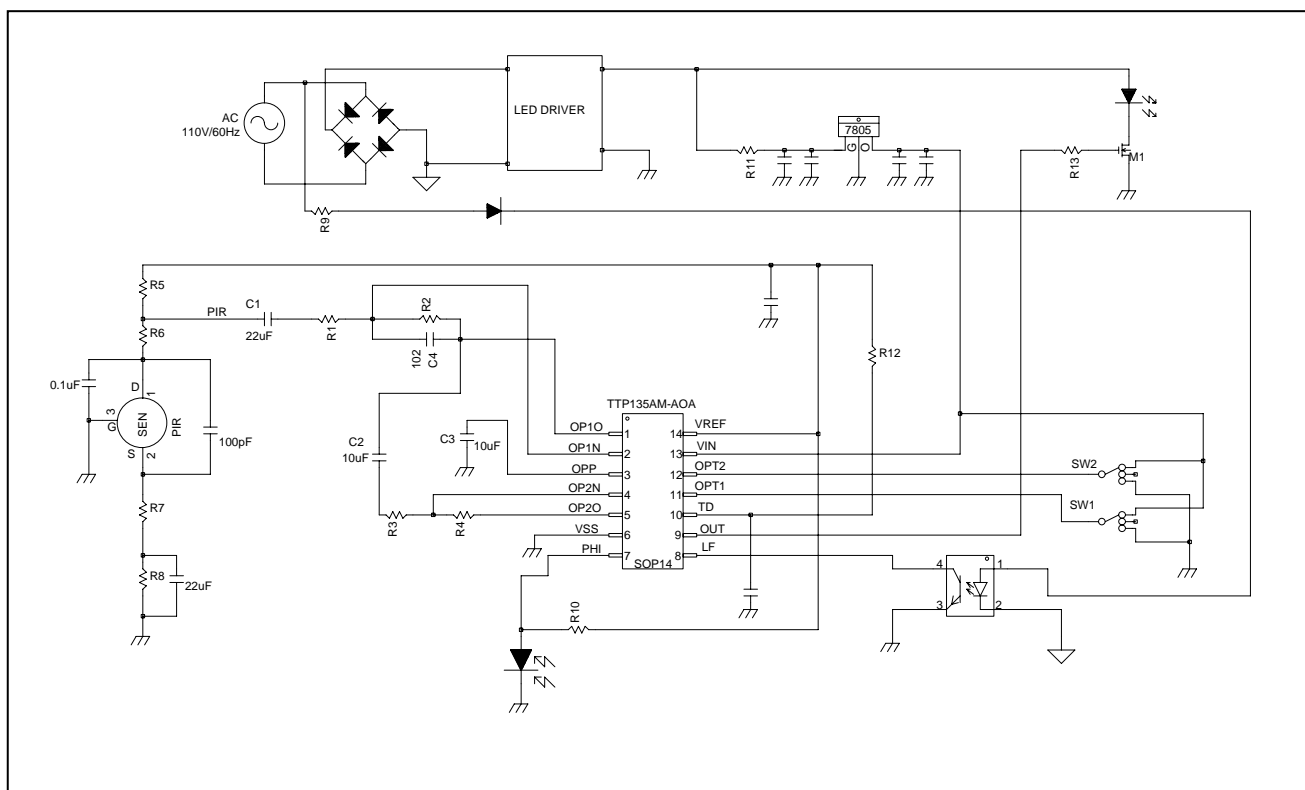 AC
110V/60Hz
LED DRIVER
7805
G
O
R11
R13
M1
R9
R5
PIR
C1
22uF
R1
R2
102
C4
R6
R12
0.1uF
D
1
3
G
SEN
PIR
S
2
100pF
TTP135AM-AOA
C2
10uF
C3
10uF
OP1O
1
14
VREF
OP1N
2
13
VIN
OPP
3
12
OPT2
OP2N
4
11
OPT1
OP2O
5
10
TD
VSS
6
9
OUT
PHI
7
8
LF
SOP14
SW2
SW1
R7
R3
R4
R8
22uF
R10
4
1
3
2